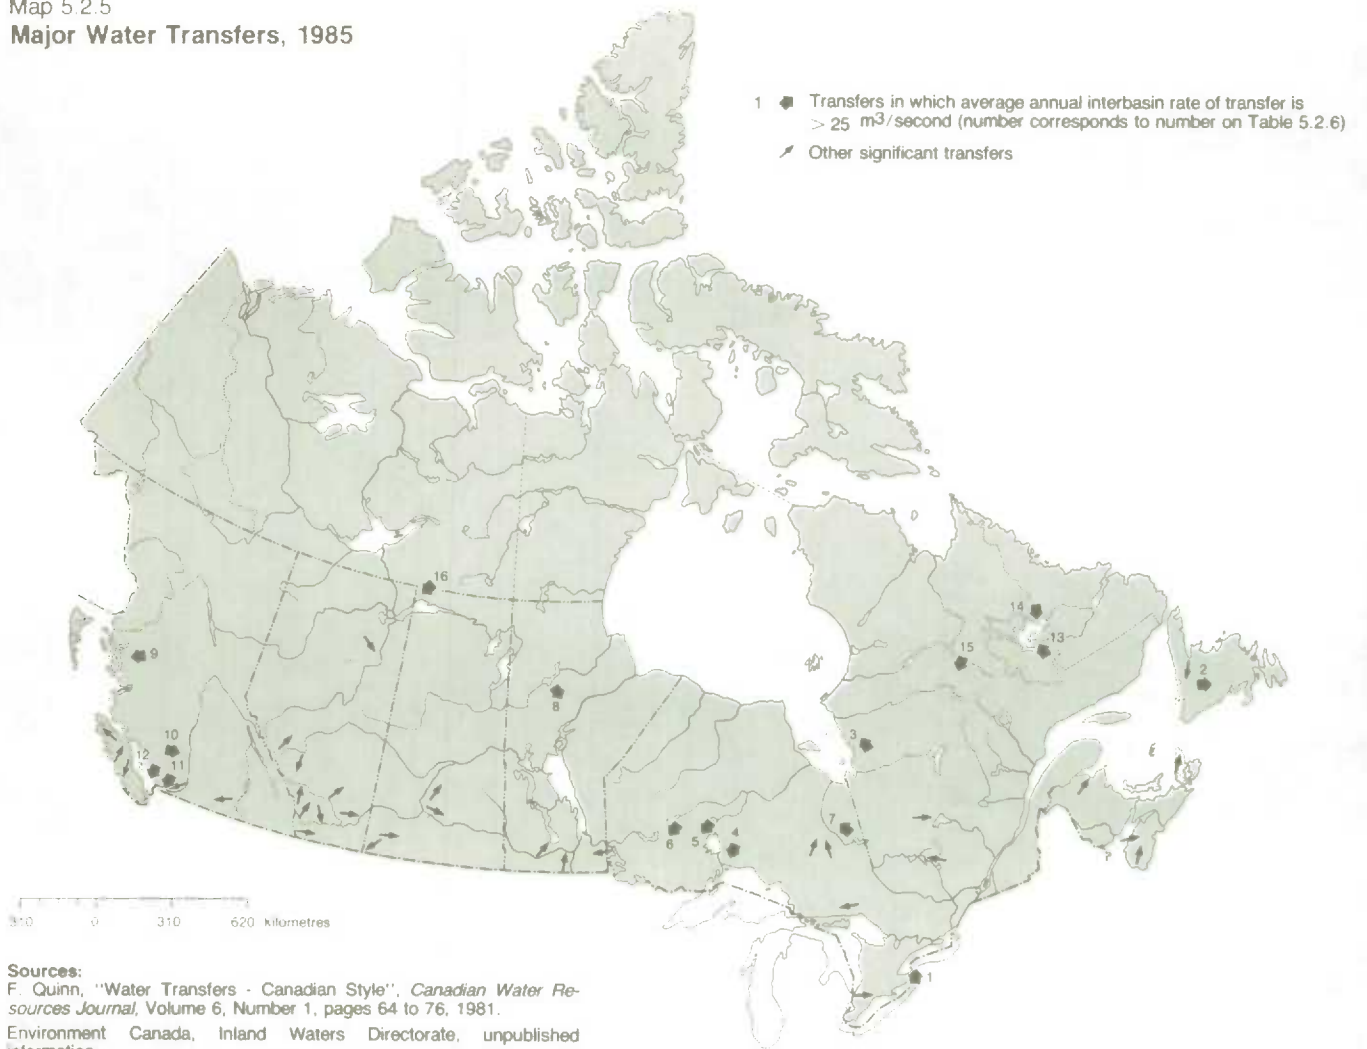 Map 5.2.5
Major Water Transfers, 1985
1 Transfers in which average annual interbasin rate of transfer is
> 25 m3/second (number corresponds to number on Table 5.2.6)
Other significant transfers
16
14
13
15
2
9
8
3
10
12
11
7
5
4
6
1
310 0 310 620 kilometres
Sources:
F. Quinn, "Water Transfers - Canadian Style", Canadian Water Re-
sources Journal, Volume 6, Number 1, pages 64 to 76, 1981.
Environment Canada, Inland Waters Directorate, unpublished